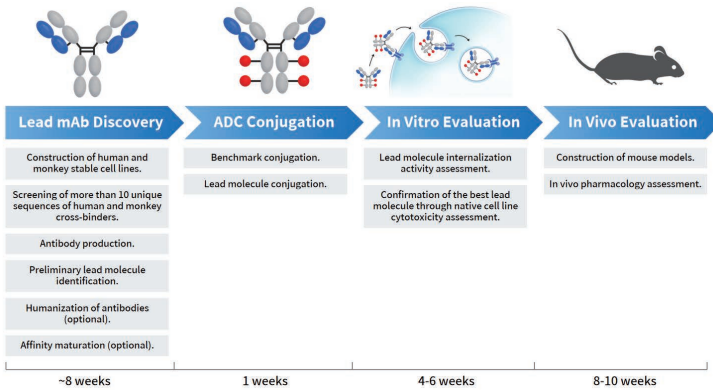 Lead mAb Discovery
ADC Conjugation
In Vitro Evaluation
In Vivo Evaluation
Construction of human and
monkey stable cell lines.
Screening of more than 10 unique
sequences of human and monkey
cross-binders.
Antibody production.
Preliminary lead molecule
identification.
Humanization of antibodies
(optional).
Affinity maturation (optional).
Benchmark conjugation.
Lead molecule conjugation.
Lead molecule internalization
activity assessment.
Confirmation of the best lead
molecule through native cell line
cytotoxicity assessment.
Construction of mouse models.
In vivo pharmacology assessment.
~8 weeks
1 weeks
4-6 weeks
8-10 weeks